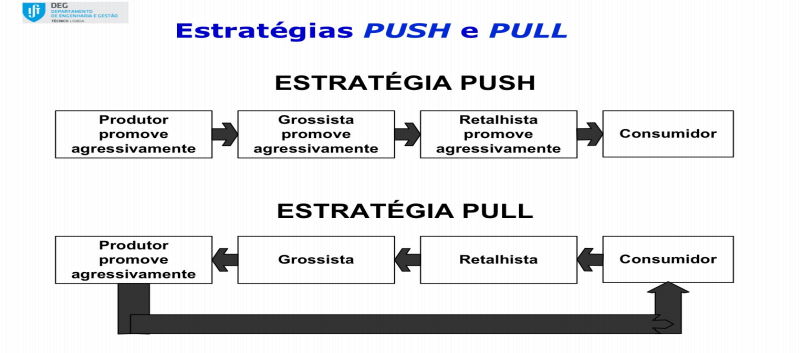 DEG
DEPARTAMENTO
DE ENGENHARIA E GESTÃO
TÉCNICO LISBOA
Estratégias PUSH e PULL
ESTRATÉGIA PUSH
Produtor
promove
agressivamente
Grossista
promove
agressivamente
Retalhista
promove
agressivamente
Consumidor
ESTRATÉGIA PULL
Produtor
promove
agressivamente
Grossista
Retalhista
Consumidor